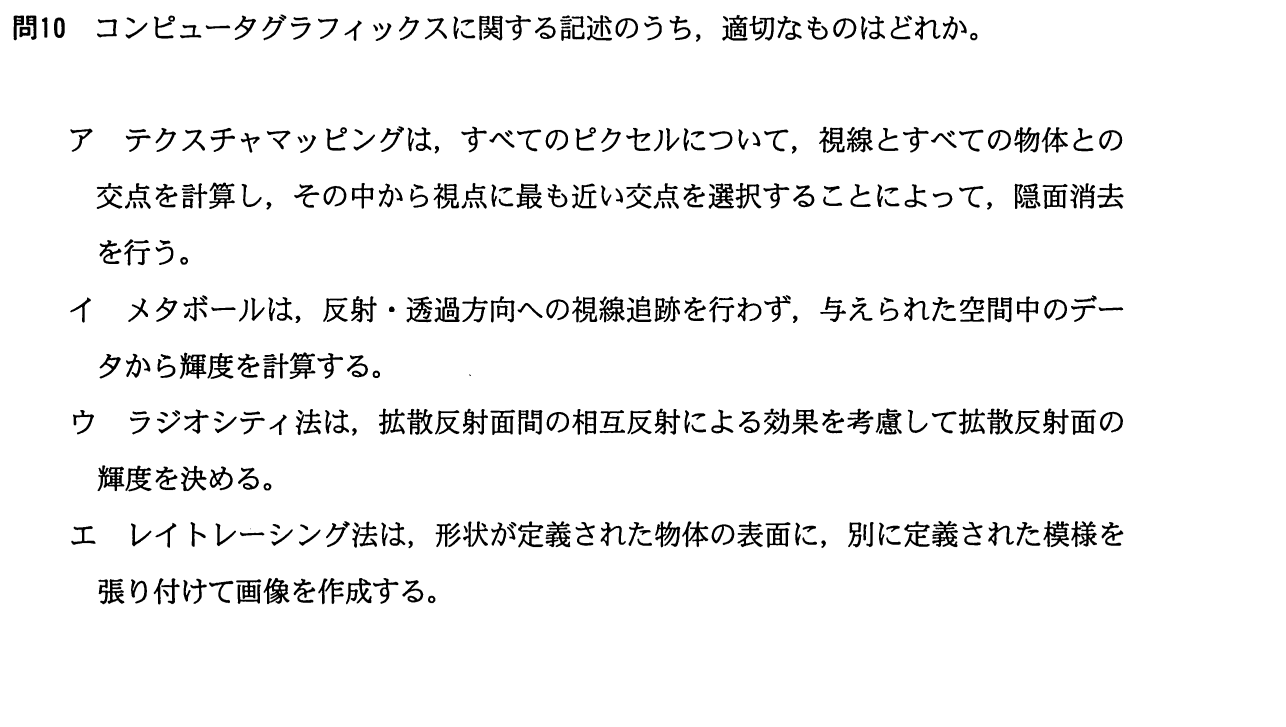 問10　コンピュータグラフィックスに関する記述のうち，適切なものはどれか。
ア　テクスチャマッピングは，すべてのピクセルについて，視線とすべての物体との
交点を計算し，その中から視点に最も近い交点を選択することによって，隠面消去
を行う。
イ　メタボールは，反射・透過方向への視線追跡を行わず，与えられた空間中のデー
タから輝度を計算する。
ウ　ラジオシティ法は，拡散反射面間の相互反射による効果を考慮して拡散反射面の
輝度を決める。
エ　レイトレーシング法は，形状が定義された物体の表面に，別に定義された模様を
張り付けて画像を作成する。